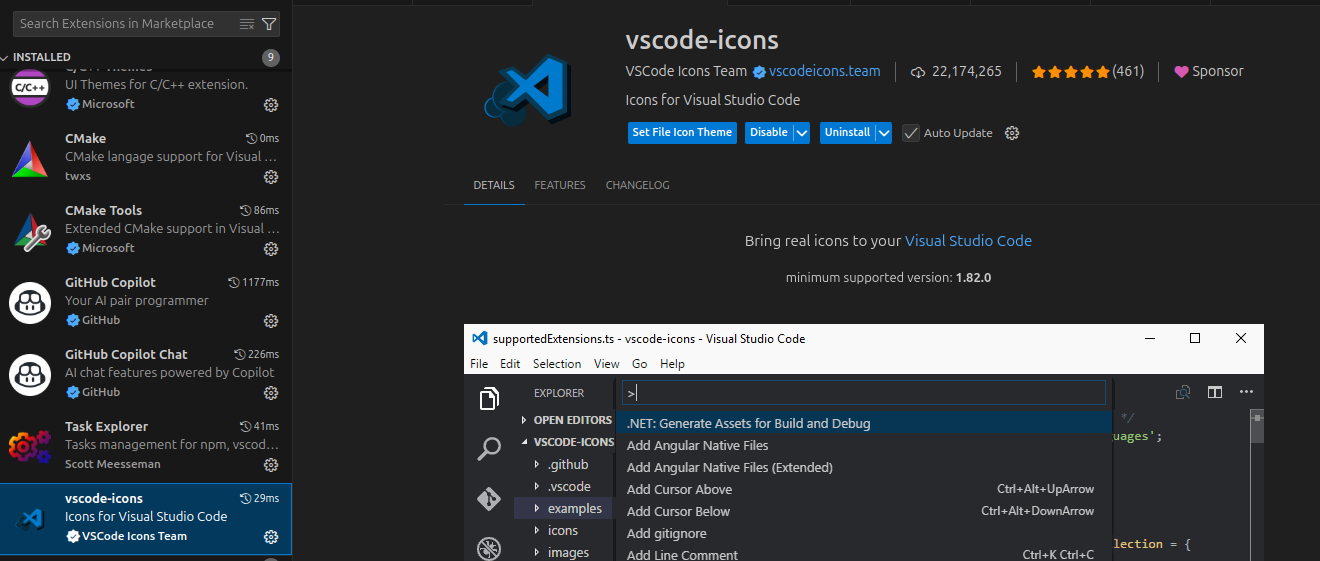 Search Extensions in Marketplace
INSTALLED
9
C/C++ Themes
C/C++
UI Themes for C/C++ extension.
Microsoft
CMake
0ms
CMake langage support for Visual ...
twxs
CMake Tools
86ms
Extended CMake support in Visual ...
Microsoft
GitHub Copilot
1177ms
Your AI pair programmer
GitHub
GitHub Copilot Chat
226ms
AI chat features powered by Copilot
GitHub
Task Explorer
41ms
Tasks management for npm, vscod...
Scott Meesseman
vscode-icons
29ms
Icons for Visual Studio Code
VSCode Icons Team
vscode-icons
VSCode Icons Team vscodeicons.team 22,174,265 (461) Sponsor
Icons for Visual Studio Code
Set File Icon Theme Disable Uninstall Auto Update
DETAILS FEATURES CHANGELOG
Bring real icons to your Visual Studio Code
minimum supported version: 1.82.0
supportedExtensions.ts - vscode-icons - Visual Studio Code
File Edit Selection View Go Help
EXPLORER
OPEN EDITORS
VSCODE-ICONS
.github
.vscode
examples
icons
images
>
.NET: Generate Assets for Build and Debug
Add Angular Native Files
Add Angular Native Files (Extended)
Add Cursor Above Ctrl+Alt+UpArrow
Add Cursor Below Ctrl+Alt+DownArrow
Add gitignore
Add Line Comment Ctrl+K Ctrl+C
*/
uages';
lection = {